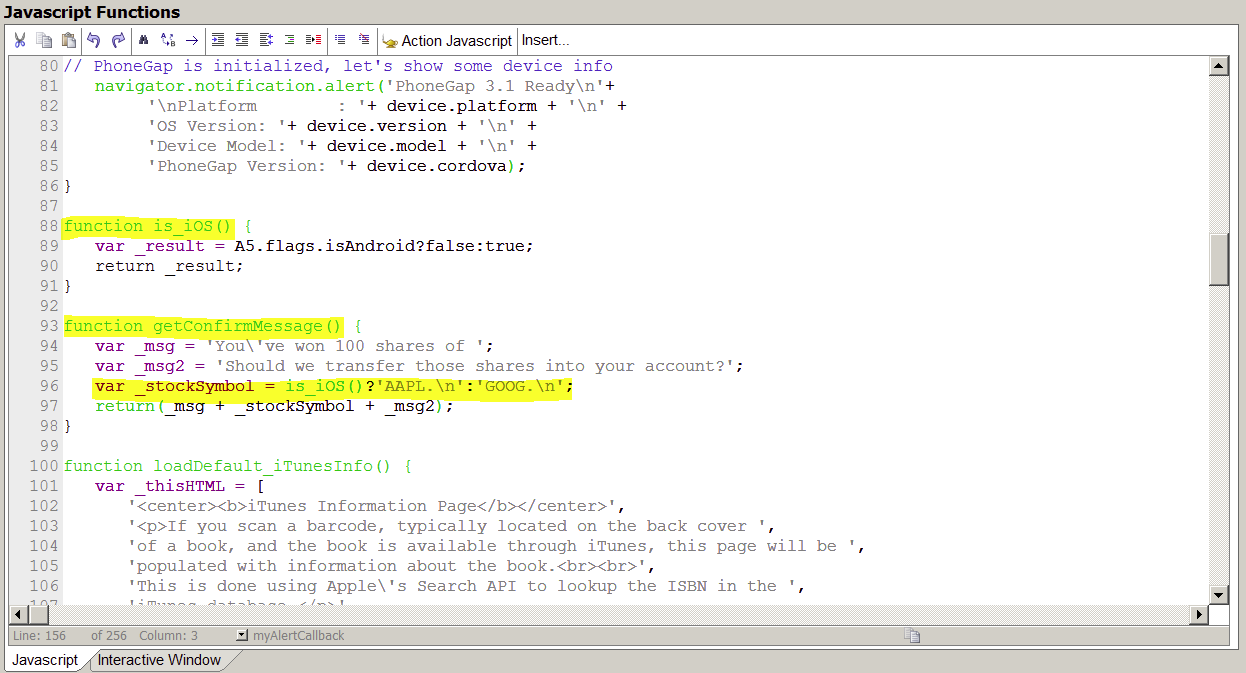 Javascript Functions
Action Javascript Insert...
80 // PhoneGap is initialized, let's show some device info
81 navigator.notification.alert('PhoneGap 3.1 Ready\n'+
82 '\nPlatform : '+ device.platform + '\n' +
83 'OS Version: '+ device.version + '\n' +
84 'Device Model: '+ device.model + '\n' +
85 'PhoneGap Version: '+ device.cordova);
86 }
87
88 function is_iOS() {
89 var _result = A5.flags.isAndroid?false:true;
90 return _result;
91 }
92
93 function getConfirmMessage() {
94 var _msg = 'You\'ve won 100 shares of ';
95 var _msg2 = 'Should we transfer those shares into your account?';
96 var _stockSymbol = is_iOS()?'AAPL.\n':'GOOG.\n';
97 return(_msg + _stockSymbol + _msg2);
98 }
99
100 function loadDefault_iTunesInfo() {
101 var _thisHTML = [
102 '<center><b>iTunes Information Page</b></center>',
103 '<p>If you scan a barcode, typically located on the back cover ',
104 'of a book, and the book is available through iTunes, this page will be ',
105 'populated with information about the book.<br><br>',
106 'This is done using Apple\'s Search API to lookup the ISBN in the ',
107 'iTunes database.</p>'
Line: 156 of 256 Column: 3 myAlertCallback
Javascript Interactive Window